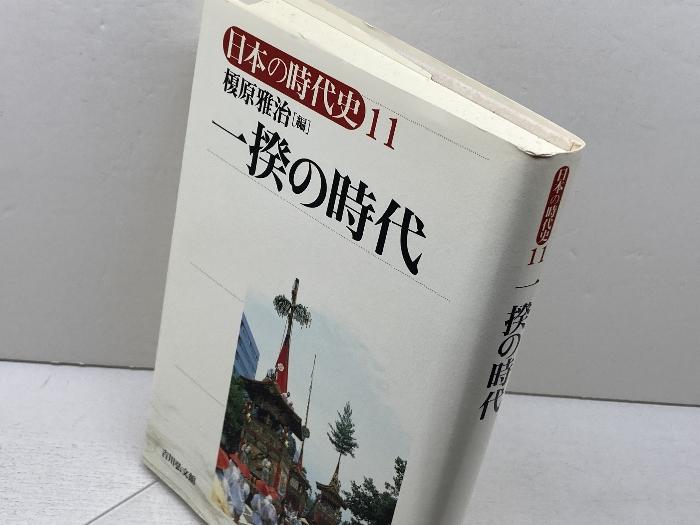 日本の時代史 11
榎原雅治[編]
一揆の時代
吉川弘文館
日本の時代史
11
一揆の時代